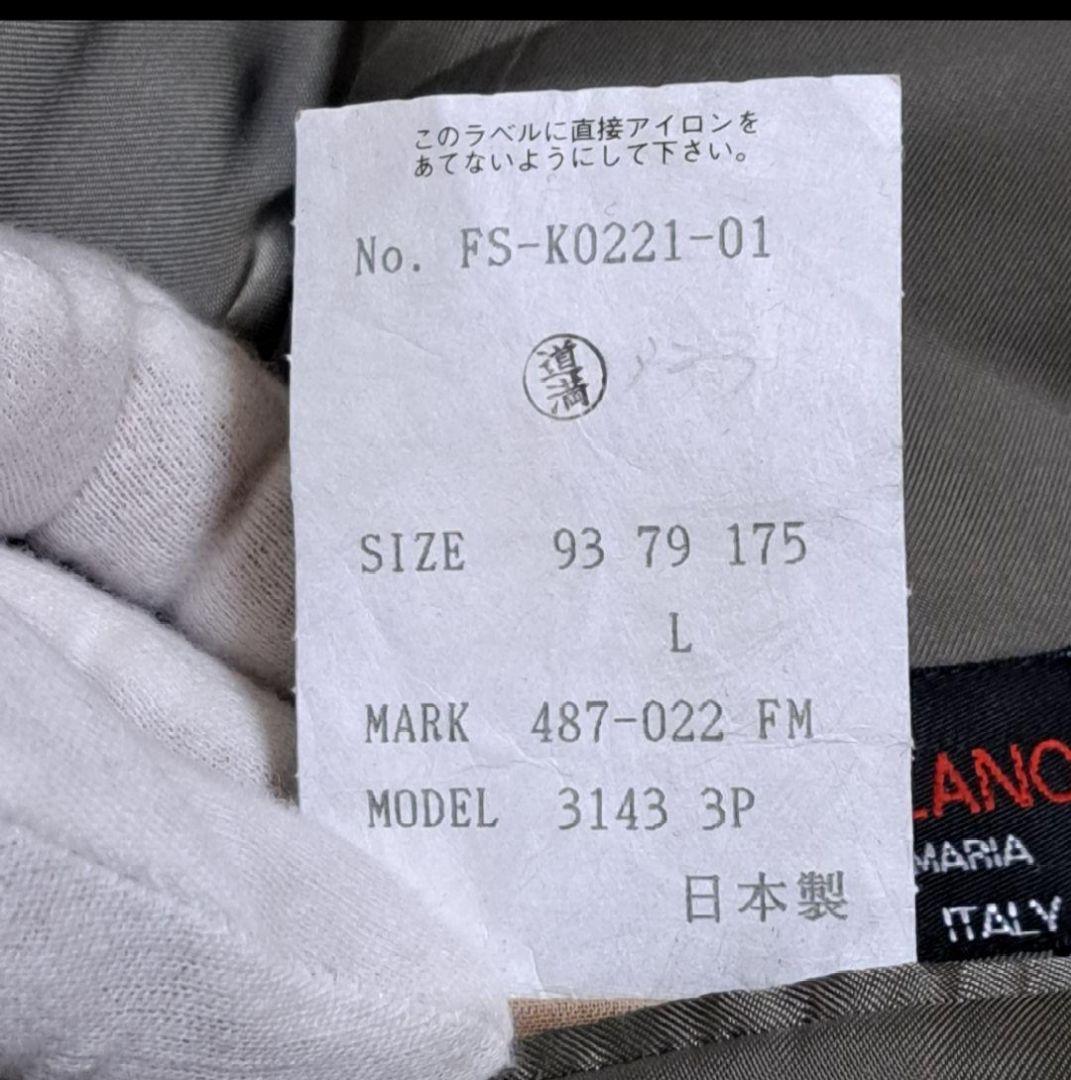 このラベルに直接アイロンを
あてないようにして下さい。
No. FS-K0221-01
道満
SIZE 93 79 175
L
MARK 487-022 FM
MODEL 3143 3P
日本製
LANO
MARIA
ITALY